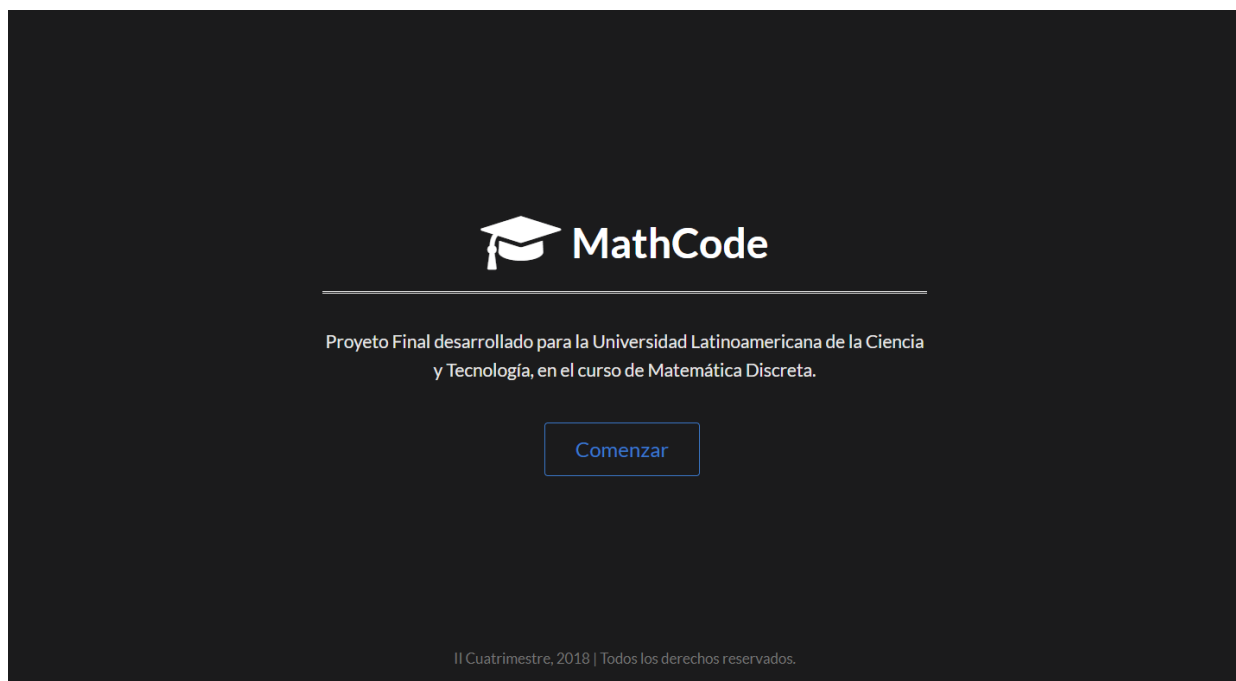 MathCode
Proyeto Final desarrollado para la Universidad Latinoamericana de la Ciencia
y Tecnología, en el curso de Matemática Discreta.
Comenzar
II Cuatrimestre, 2018 | Todos los derechos reservados.